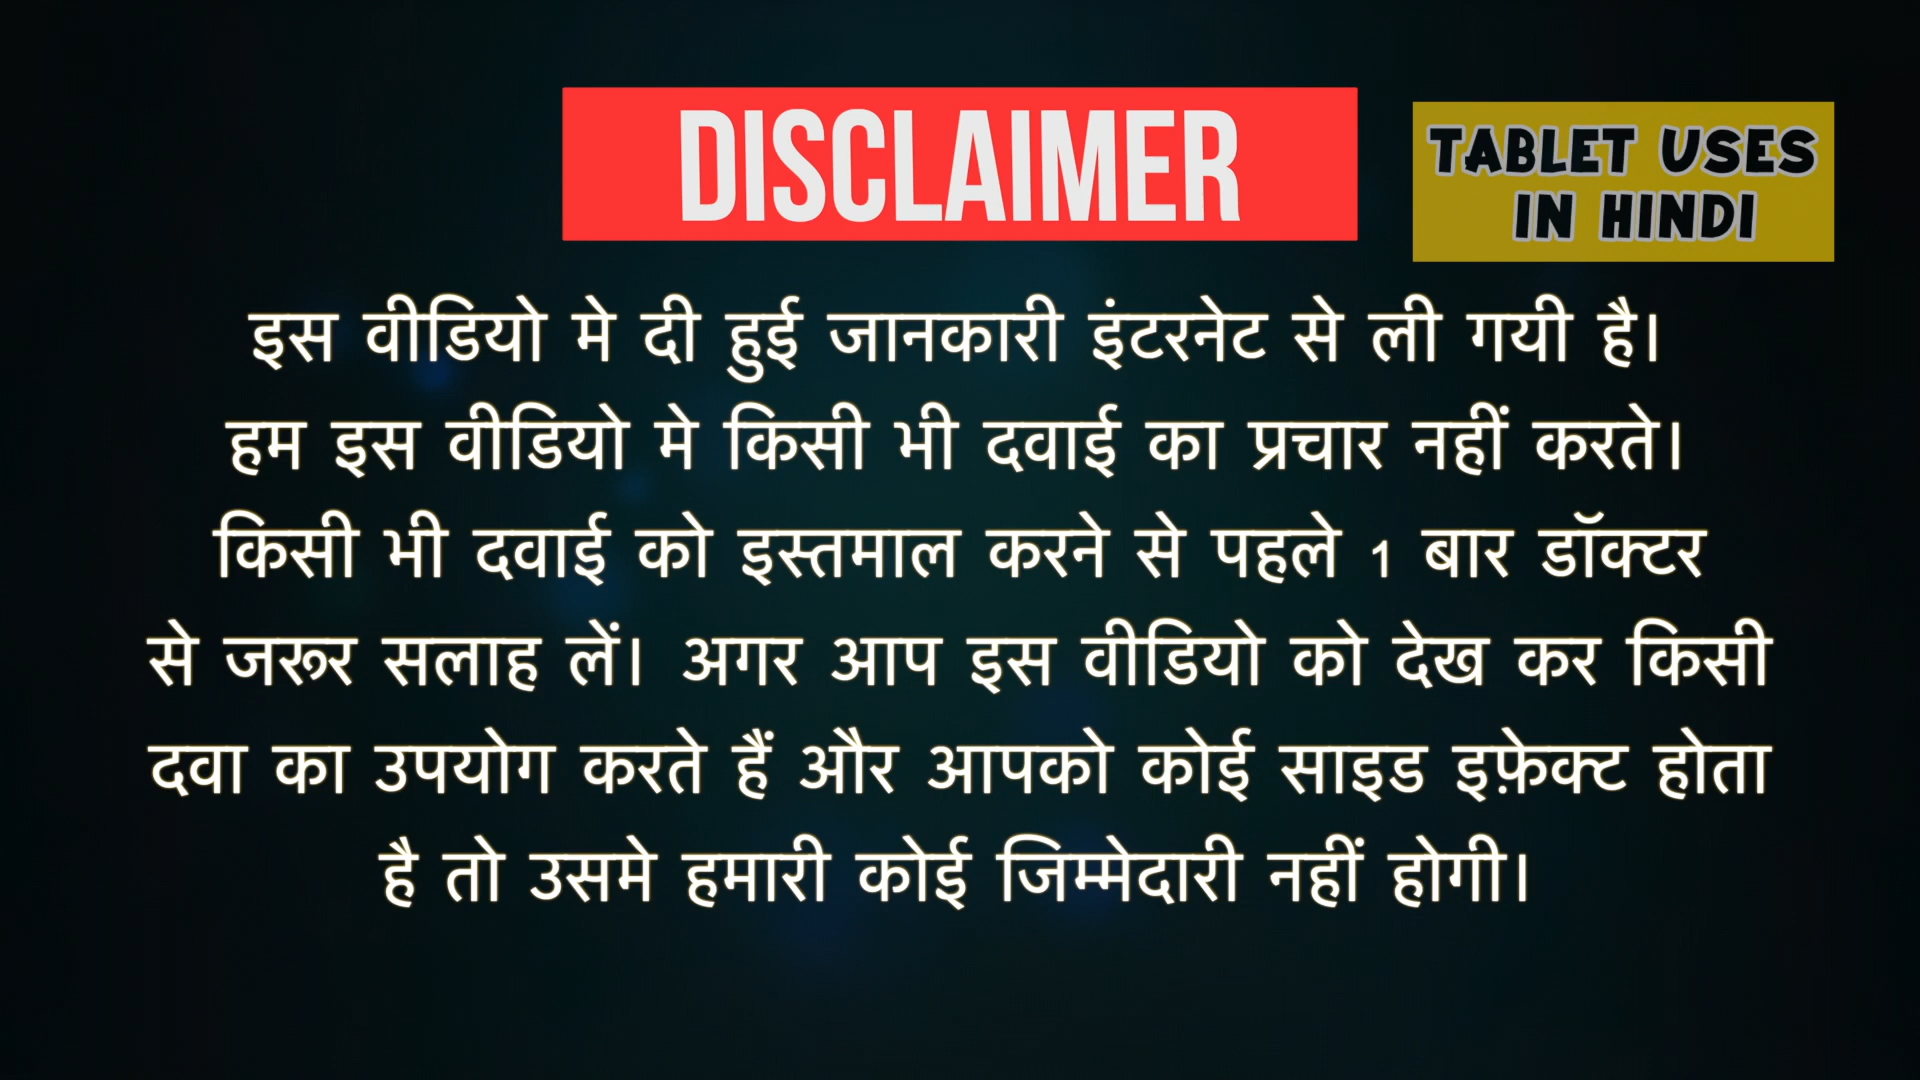 DISCLAIMER
TABLET USES
IN HINDI
इस वीडियो मे दी हुई जानकारी इंटरनेट से ली गयी है।
हम इस वीडियो मे किसी भी दवाई का प्रचार नहीं करते।
किसी भी दवाई को इस्तमाल करने से पहले 1 बार डॉक्टर
से जरूर सलाह लें। अगर आप इस वीडियो को देख कर किसी
दवा का उपयोग करते हैं और आपको कोई साइड इफ़ेक्ट होता
है तो उसमे हमारी कोई जिम्मेदारी नहीं होगी।